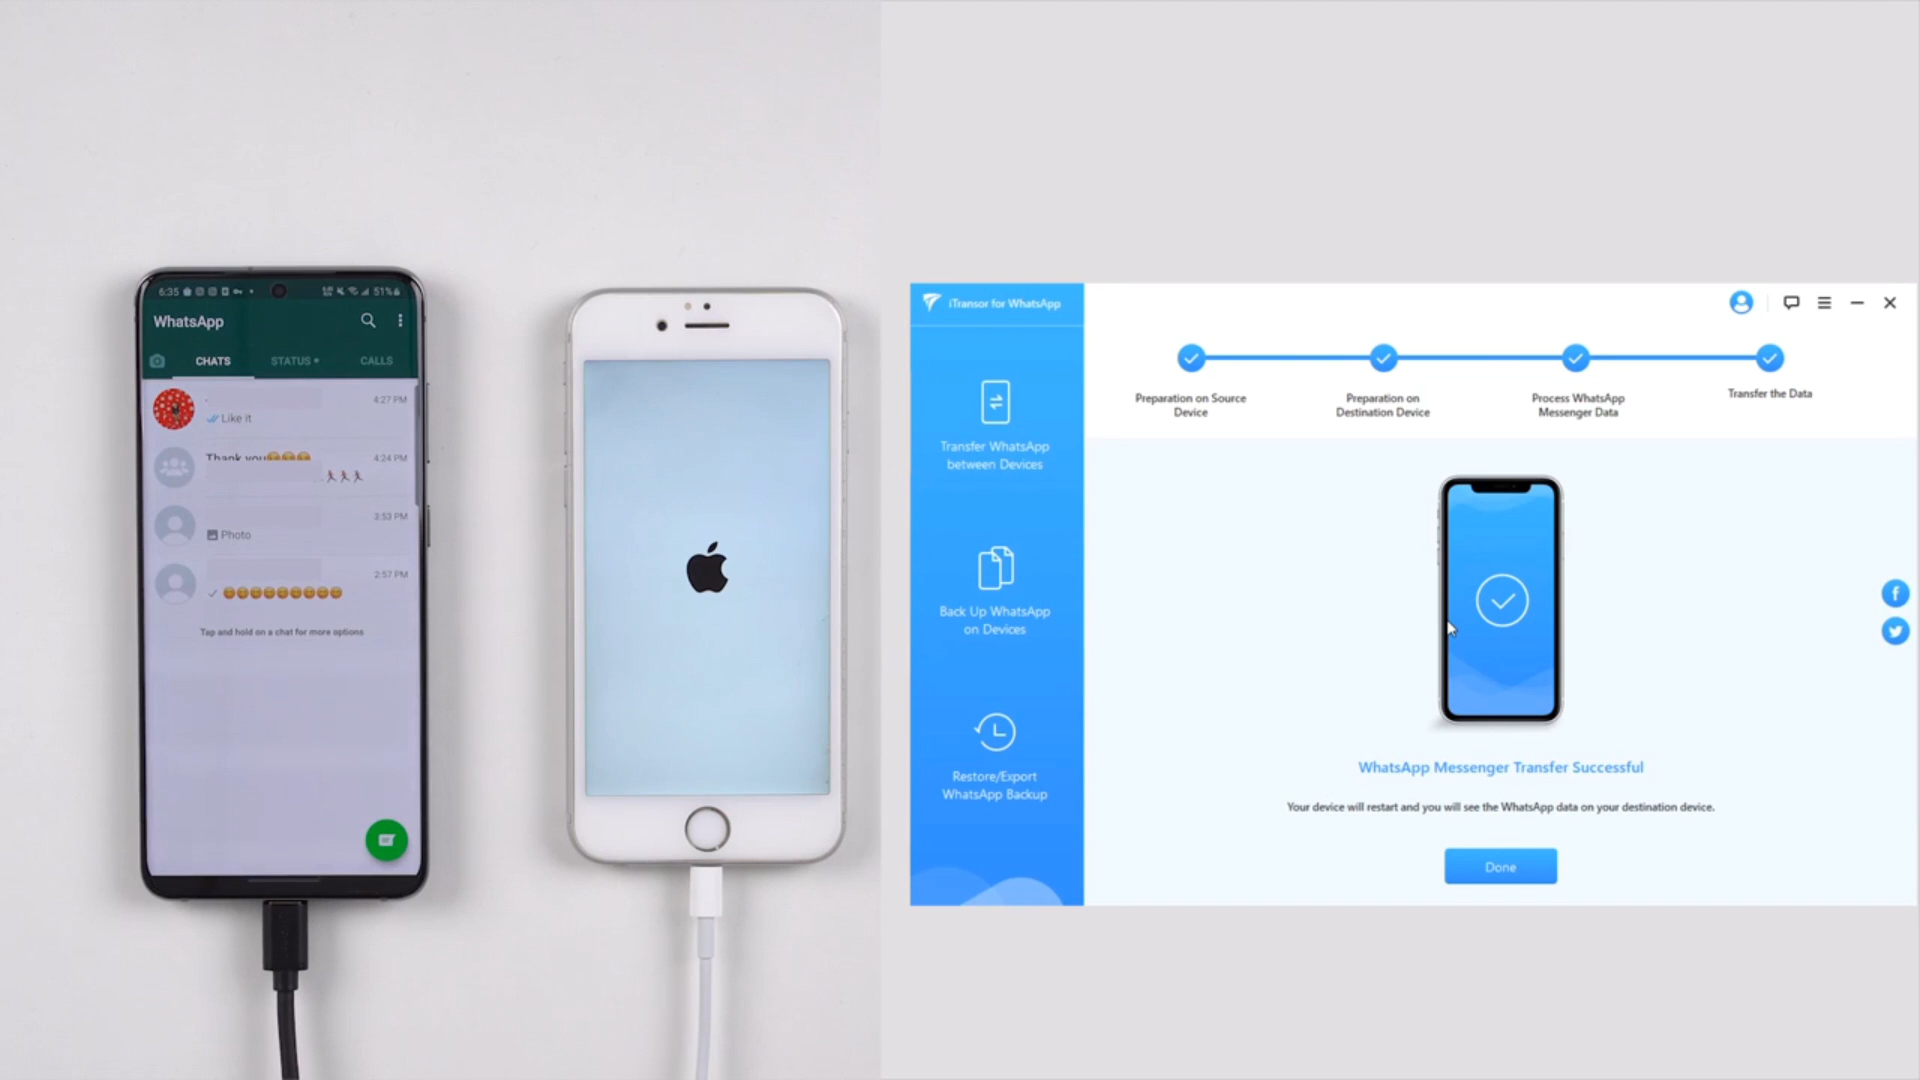 6:35
51%
WhatsApp
CHATS
STATUS
CALLS
4:27 PM
Like it
Thank you
4:24 PM
3:53 PM
Photo
2:57 PM
Tap and hold on a chat for more options
iTransor for WhatsApp
Transfer WhatsApp
between Devices
Back Up WhatsApp
on Devices
Restore/Export
WhatsApp Backup
Preparation on Source
Device
Preparation on
Destination Device
Process WhatsApp
Messenger Data
Transfer the Data
WhatsApp Messenger Transfer Successful
Your device will restart and you will see the WhatsApp data on your destination device.
Done